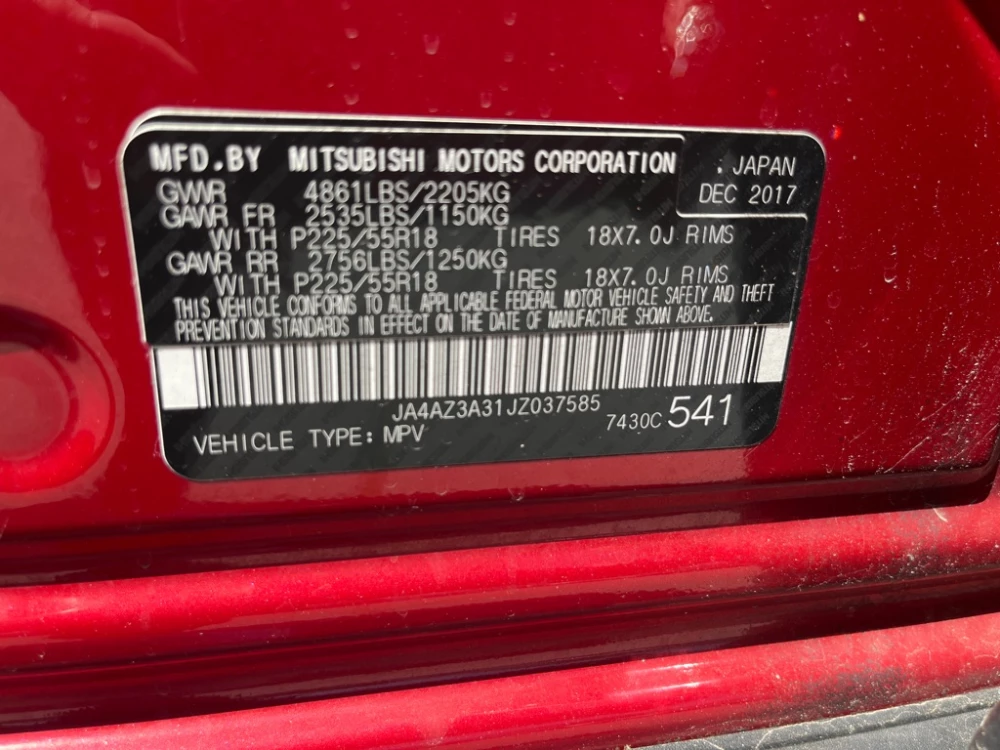 MFD.BY MITSUBISHI MOTORS CORPORATION . JAPAN
GWWR 4861LBS/2205KG DEC 2017
GAWR FR 2535LBS/1150KG
WITH P225/55R18 TIRES 18X7.0J RIMS
GAWR RR 2756LBS/1250KG
WITH P225/55R18 TIRES 18X7.0J RIMS
THIS VEHICLE CONFORMS TO ALL APPLICABLE FEDERAL MOTOR VEHICLE SAFETY AND THEFT
PREVENTION STANDARDS IN EFFECT ON THE DATE OF MANUFACTURE SHOWN ABOVE.
JA4AZ3A31JZ037585
VEHICLE TYPE: MPV 7430C 541